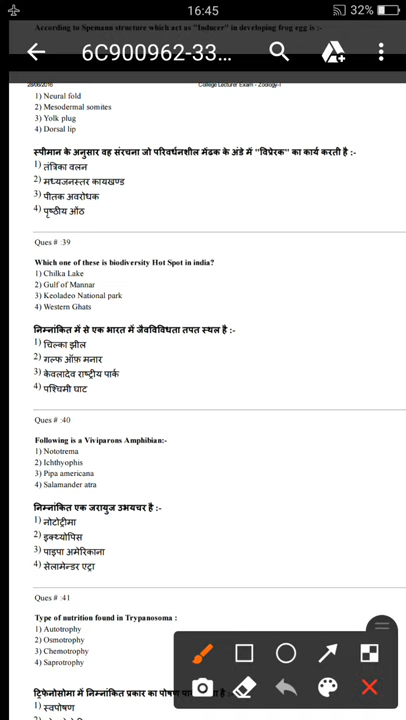 16:45
32%
According to Spemann structure which act as "Inducer" in developing frog egg is :-
6C900962-33...
28/06/2016 College Lecturer Exam - Zoology-I
1) Neural fold
2) Mesodermal somites
3) Yolk plug
4) Dorsal lip
स्पीमान के अनुसार वह संरचना जो परिवर्धनशील मेंढक के अंडे में "विप्रेरक" का कार्य करती है :-
1) तंत्रिका वलन
2) मध्यजनस्तर कायखण्ड
3) पीतक अवरोधक
4) पृष्ठीय ओंठ
Ques # :39
Which one of these is biodiversity Hot Spot in india?
1) Chilka Lake
2) Gulf of Mannar
3) Keoladeo National park
4) Western Ghats
निम्नांकित में से एक भारत में जैवविविधता तपत स्थल है :-
1) चिल्का झील
2) गल्फ ऑफ़ मनार
3) केवलादेव राष्ट्रीय पार्क
4) पश्चिमी घाट
Ques # :40
Following is a Viviparons Amphibian:-
1) Nototrema
2) Ichthyophis
3) Pipa americana
4) Salamander atra
निम्नांकित एक जरायुज उभयचर है :-
1) नोटोट्रीमा
2) इक्थ्योपिस
3) पाइपा अमेरिकाना
4) सेलामेन्डर एट्रा
Ques # :41
Type of nutrition found in Trypanosoma :
1) Autotrophy
2) Osmotrophy
3) Chemotrophy
4) Saprotrophy
ट्रिफेनोसोमा में निम्नांकित प्रकार का पोषण है :-
1) स्वपोषण